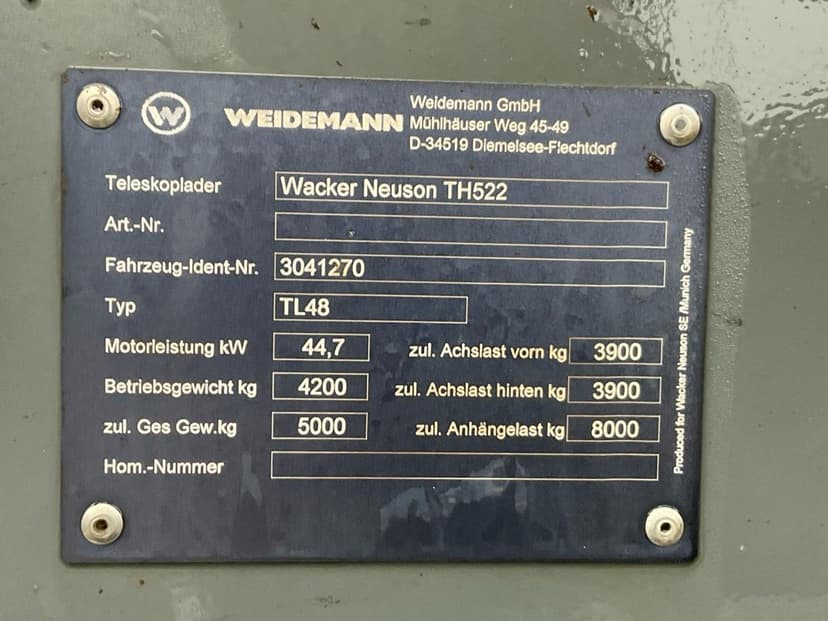 W WEIDEMANN
Weidemann GmbH
Mühlhäuser Weg 45-49
D-34519 Diemelsee-Flechtdorf
Teleskoplader Wacker Neuson TH522
Art.-Nr.
Fahrzeug-Ident-Nr. 3041270
Typ TL48
Motorleistung kW 44,7 zul. Achslast vorn kg 3900
Betriebsgewicht kg 4200 zul. Achslast hinten kg 3900
zul. Ges Gew.kg 5000 zul. Anhängelast kg 8000
Hom.-Nummer
Produced for Wacker Neuson SE /Munich Germany